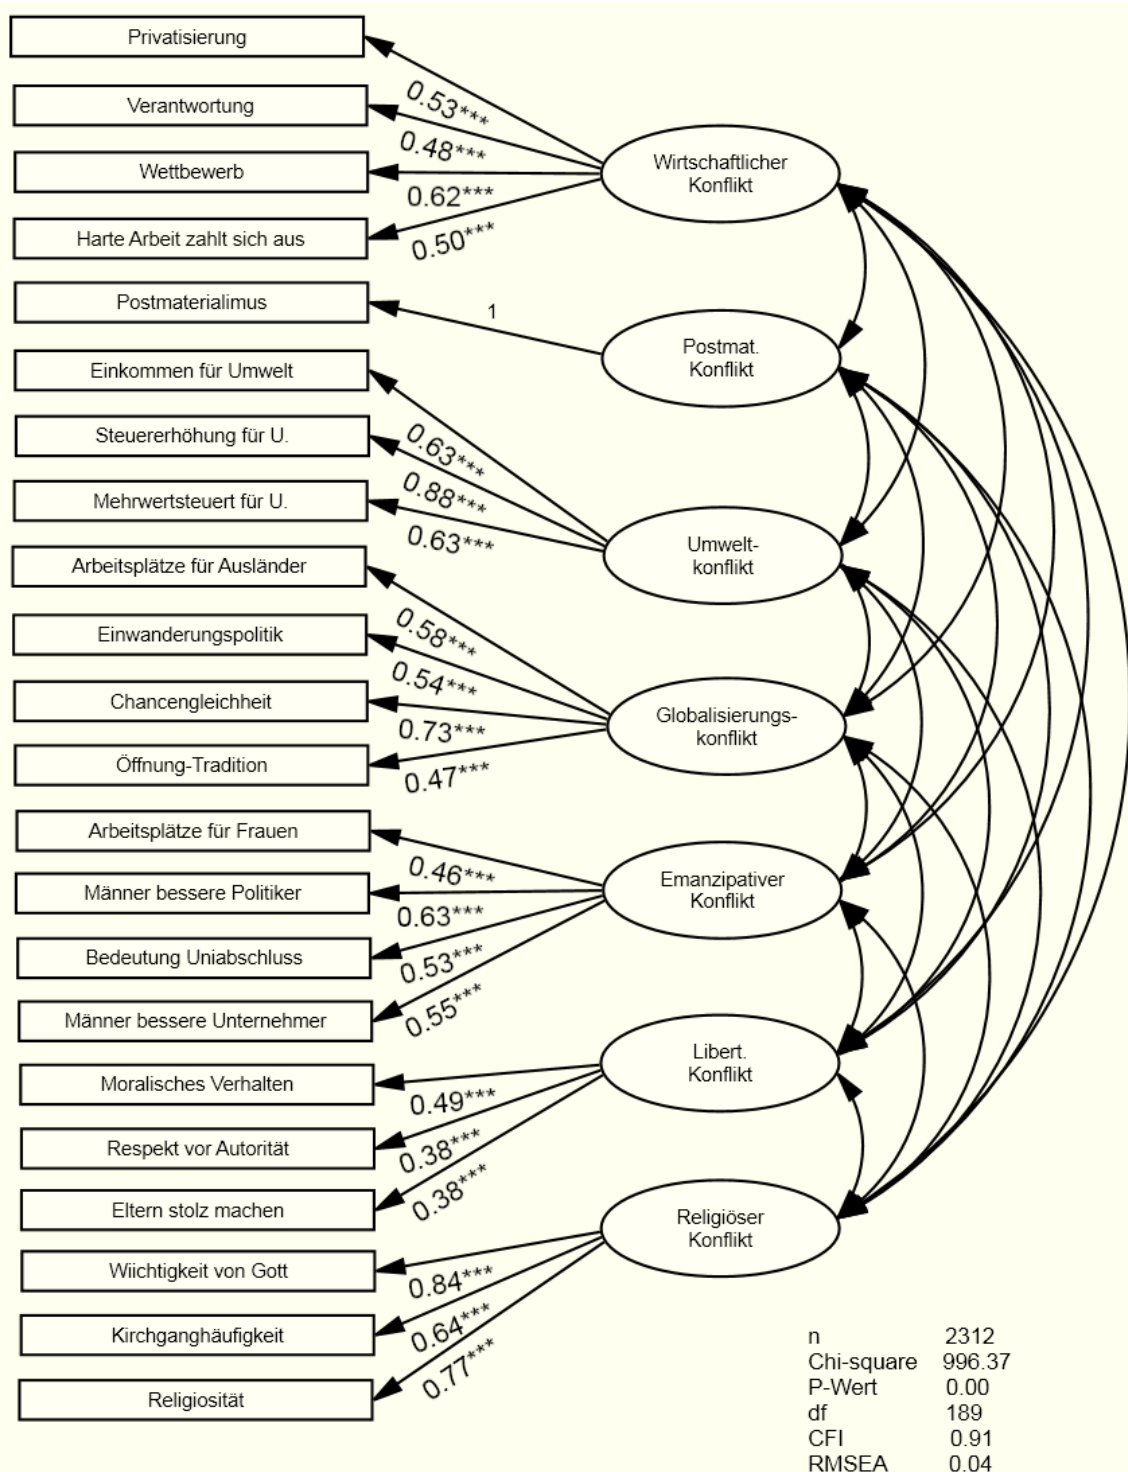 Privatisierung
0.53***
Verantwortung
0.48***
Wettbewerb
0.62***
Harte Arbeit zahlt sich aus
0.50***
Wirtschaftlicher
Konflikt
Postmaterialimus
1
Postmat.
Konflikt
Einkommen für Umwelt
0.63***
Steuererhöhung für U.
0.88***
Mehrwertsteuert für U.
0.63***
Umwelt-
konflikt
Arbeitsplätze für Ausländer
0.58***
Einwanderungspolitik
0.54***
Chancengleichheit
0.73***
Öffnung-Tradition
0.47***
Globalisierungs-
konflikt
Arbeitsplätze für Frauen
0.46***
Männer bessere Politiker
0.63***
Bedeutung Uniabschluss
0.53***
Männer bessere Unternehmer
0.55***
Emanzipativer
Konflikt
Moralisches Verhalten
0.49***
Respekt vor Autorität
0.38***
Eltern stolz machen
0.38***
Libert.
Konflikt
Wiichtigkeit von Gott
0.84***
Kirchganghäufigkeit
0.64***
Religiosität
0.77***
Religiöser
Konflikt
n 2312
Chi-square 996.37
P-Wert 0.00
df 189
CFI 0.91
RMSEA 0.04